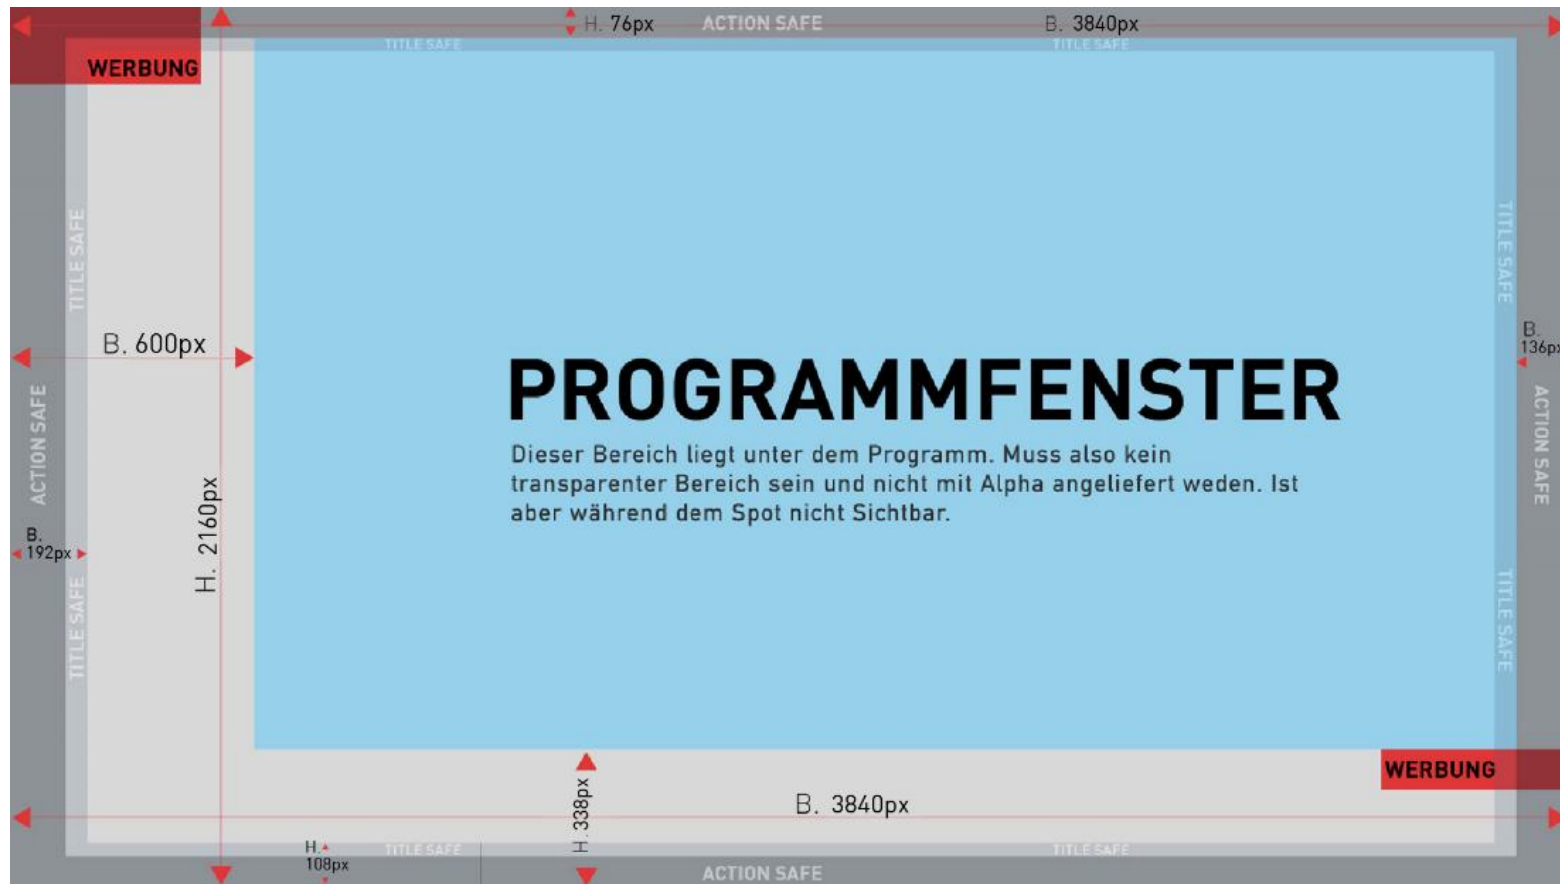 H. 76px
ACTION SAFE
B. 3840px
TITLE SAFE
TITLE SAFE
WERBUNG
TITLE SAFE
TITLE SAFE
B. 600px
B.
136px
PROGRAMMFENSTER
Dieser Bereich liegt unter dem Programm. Muss also kein
transparenter Bereich sein und nicht mit Alpha angeliefert weden. Ist
aber während dem Spot nicht Sichtbar.
ACTION SAFE
ACTION SAFE
H. 2160px
B.
192px
TITLE SAFE
TITLE SAFE
WERBUNG
H. 338px
B. 3840px
H.
108px
TITLE SAFE
TITLE SAFE
ACTION SAFE